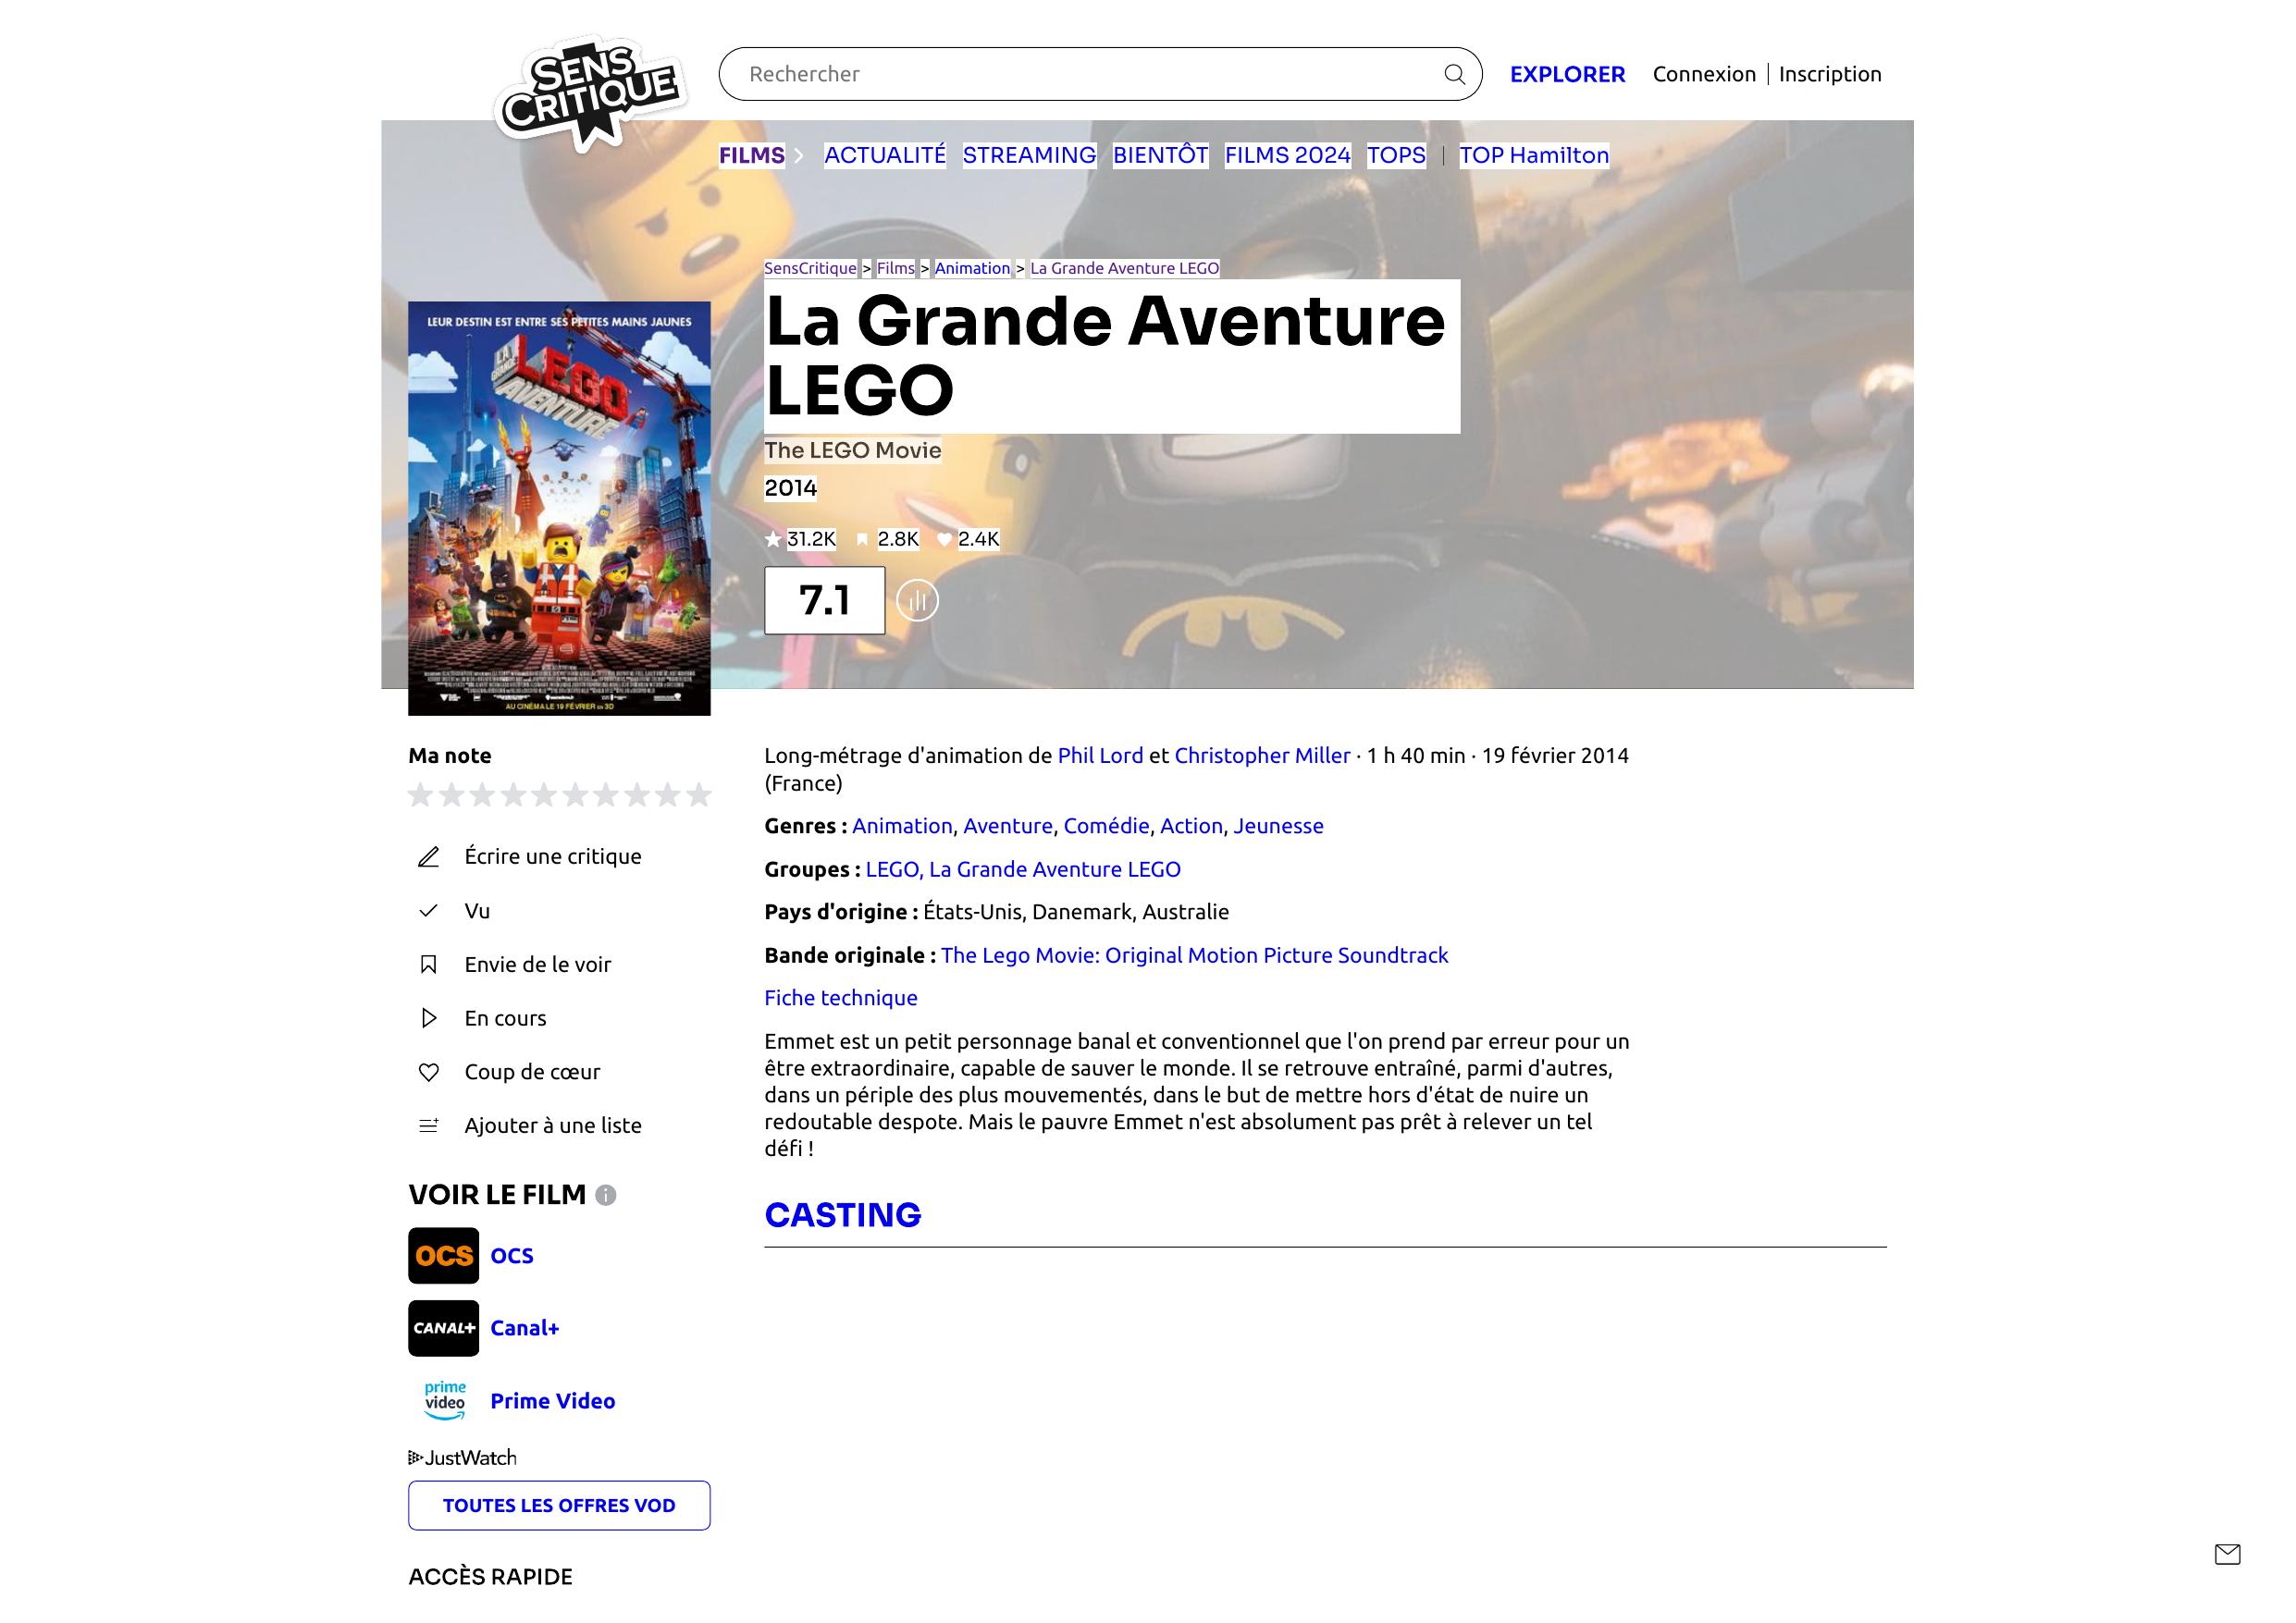 SENS
CRITIQUE
Rechercher
EXPLORER
Connexion | Inscription
FILMS
ACTUALITÉ
STREAMING
BIENTÔT
FILMS 2024
TOPS
|
TOP Hamilton
SensCritique > Films > Animation > La Grande Aventure LEGO
La Grande Aventure
LEGO
The LEGO Movie
2014
31.2K
2.8K
2.4K
7.1
LEUR DESTIN EST ENTRE SES PETITES MAINS JAUNES
LA
GRANDE
LEGO
AVENTURE
AU CINÉMA LE 19 FÉVRIER EN 3D
Ma note
Écrire une critique
Vu
Envie de le voir
En cours
Coup de cœur
Ajouter à une liste
VOIR LE FILM
OCS
OCS
CANAL+
Canal+
prime
video
Prime Video
JustWatch
TOUTES LES OFFRES VOD
ACCÈS RAPIDE
Long-métrage d'animation de Phil Lord et Christopher Miller · 1 h 40 min · 19 février 2014
(France)
Genres : Animation, Aventure, Comédie, Action, Jeunesse
Groupes : LEGO, La Grande Aventure LEGO
Pays d'origine : États-Unis, Danemark, Australie
Bande originale : The Lego Movie: Original Motion Picture Soundtrack
Fiche technique
Emmet est un petit personnage banal et conventionnel que l'on prend par erreur pour un
être extraordinaire, capable de sauver le monde. Il se retrouve entraîné, parmi d'autres,
dans un périple des plus mouvementés, dans le but de mettre hors d'état de nuire un
redoutable despote. Mais le pauvre Emmet n'est absolument pas prêt à relever un tel
défi !
CASTING